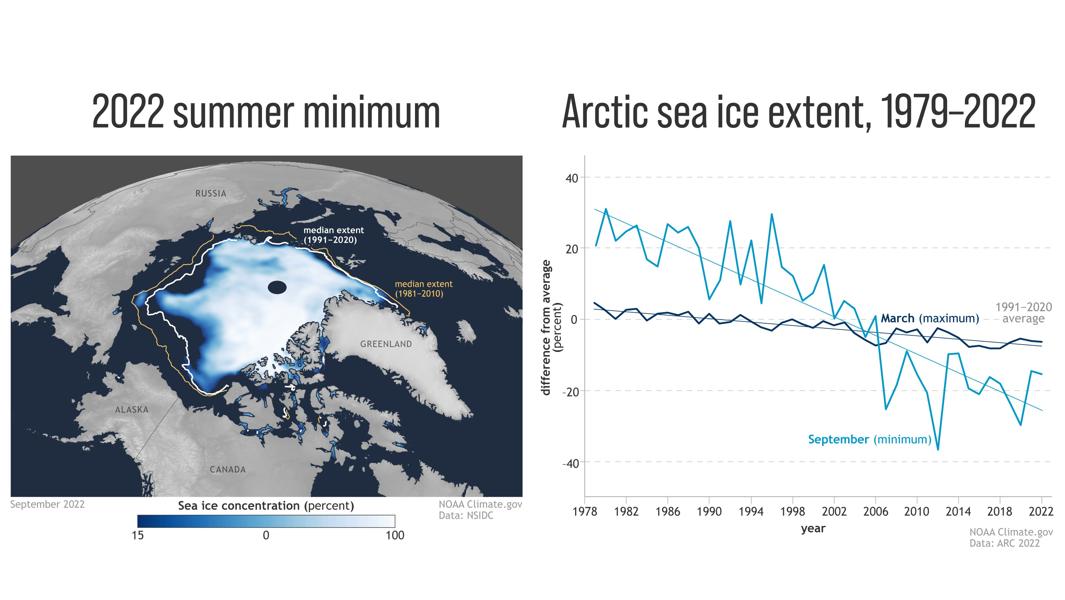 2022 summer minimum
RUSSIA
median extent
(1991–2020)
median extent
(1981–2010)
GREENLAND
ALASKA
CANADA
September 2022
Sea ice concentration (percent)
NOAA Climate.gov
Data: NSIDC
15
0
100
Arctic sea ice extent, 1979–2022
difference from average
(percent)
40
20
0
-20
-40
March (maximum)
1991–2020
average
September (minimum)
1978
1982
1986
1990
1994
1998
2002
2006
2010
2014
2018
2022
year
NOAA Climate.gov
Data: ARC 2022